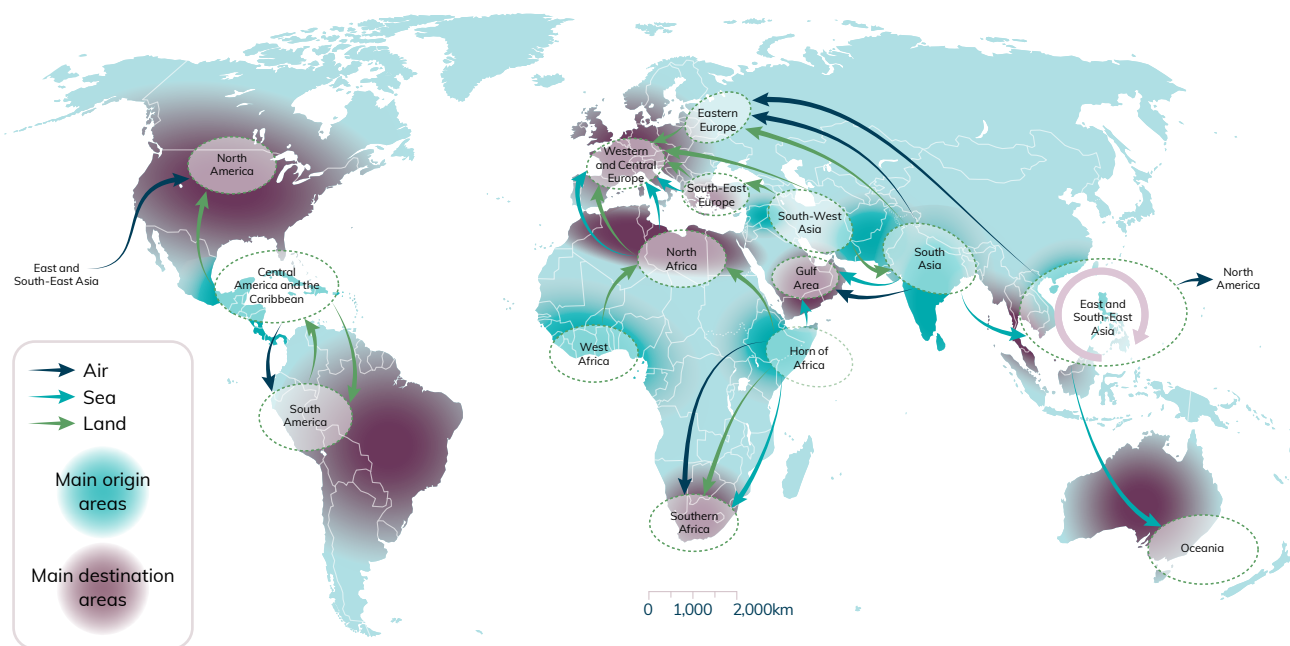 North
America
East and
South-East Asia
Central
America and the
Caribbean
South
America
Eastern
Europe
Western
and Central
Europe
South-East
Europe
South-West
Asia
North
Africa
Gulf
Area
South
Asia
East and
South-East
Asia
North
America
West
Africa
Horn of
Africa
Southern
Africa
Oceania
Air
Sea
Land
Main origin
areas
Main destination
areas
0 1,000 2,000km